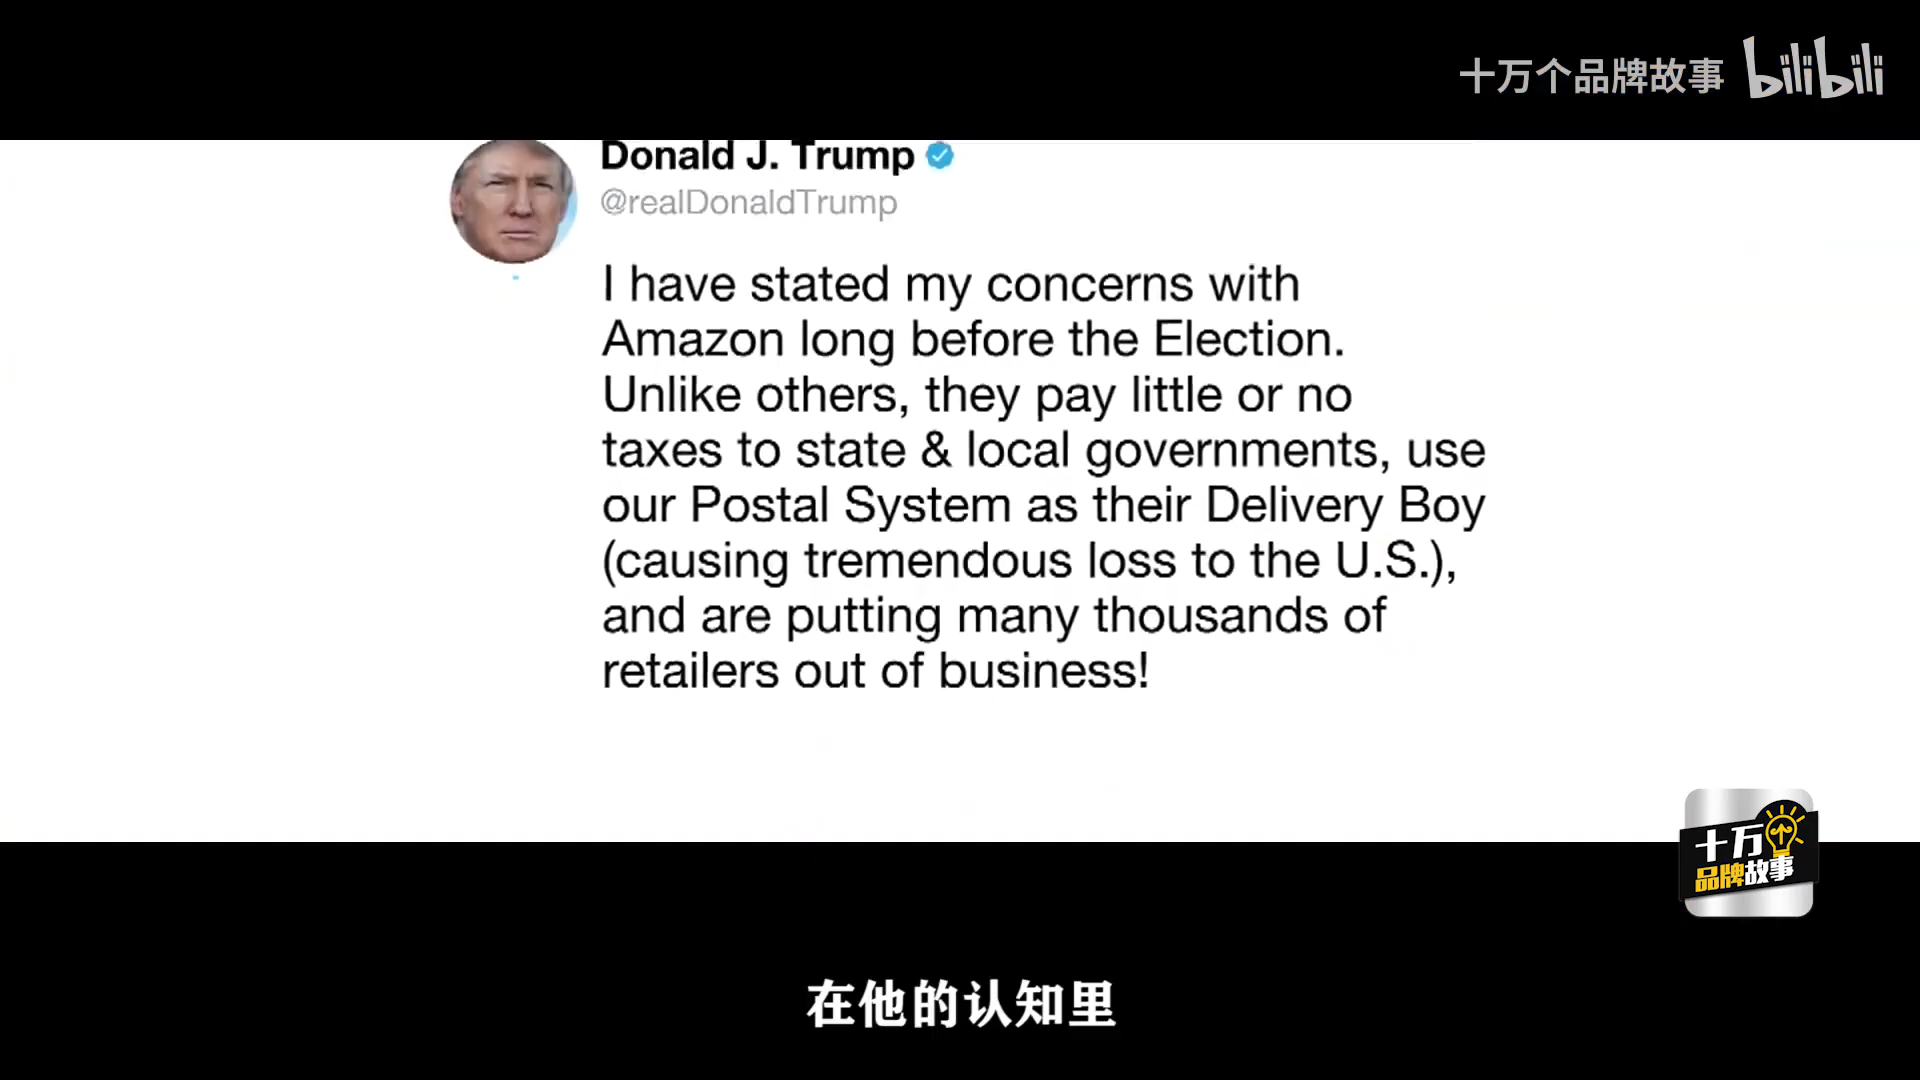 十万个品牌故事 bilibili
Donald J. Trump
@realDonaldTrump
I have stated my concerns with
Amazon long before the Election.
Unlike others, they pay little or no
taxes to state & local governments, use
our Postal System as their Delivery Boy
(causing tremendous loss to the U.S.),
and are putting many thousands of
retailers out of business!
十万
品牌故事
在他的认知里